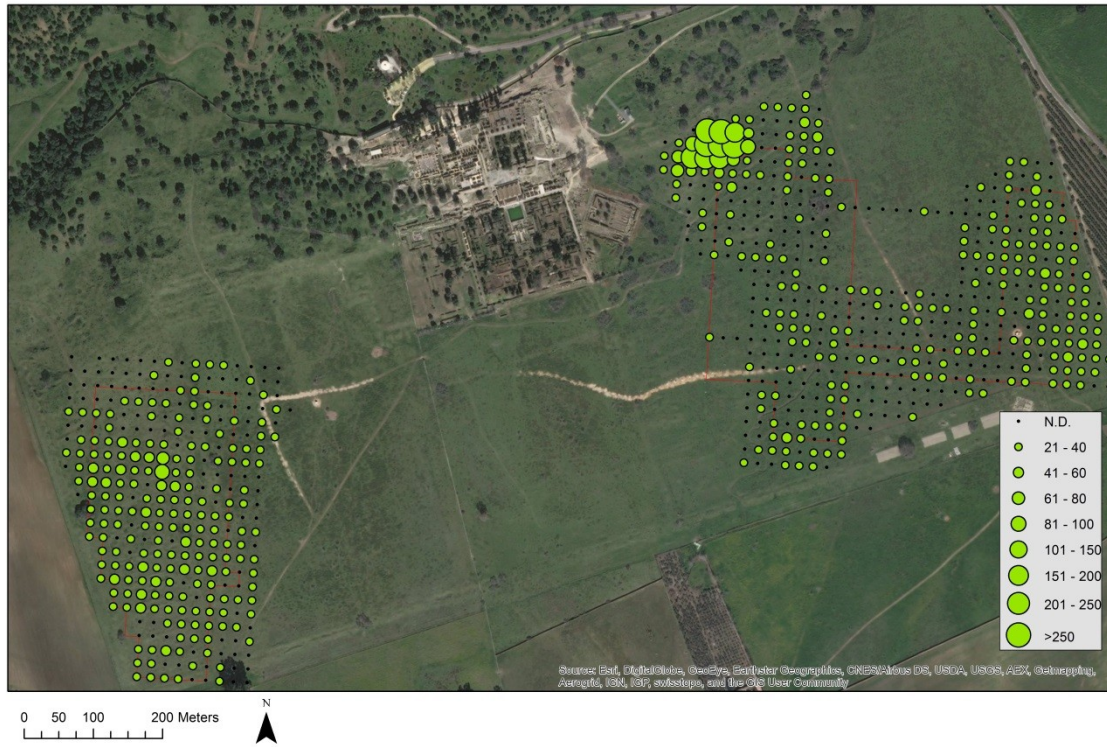 N.D.
21 - 40
41 - 60
61 - 80
81 - 100
101 - 150
151 - 200
201 - 250
>250
Source: Esri, DigitalGlobe, GeoEye, Earthstar Geographics, CNES/Airbus DS, USDA, USGS, AEX, Getmapping,
Aerogrid, IGN, IGP, swisstopo, and the GIS User Community
0 50 100 200 Meters
N